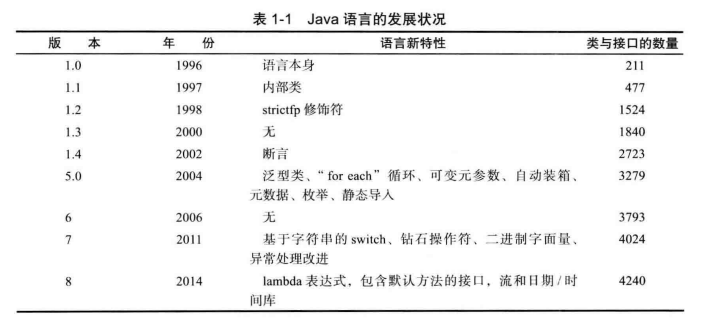 表 1-1 Java 语言的发展状况
版 本 年 份 语言新特性 类与接口的数量
1.0 1996 语言本身 211
1.1 1997 内部类 477
1.2 1998 strictfp 修饰符 1524
1.3 2000 无 1840
1.4 2002 断言 2723
5.0 2004 泛型类、“for each”循环、可变元参数、自动装箱、 3279
元数据、枚举、静态导入
6 2006 无 3793
7 2011 基于字符串的 switch、钻石操作符、二进制字面量、 4024
异常处理改进
8 2014 lambda 表达式，包含默认方法的接口，流和日期 / 时 4240
间库